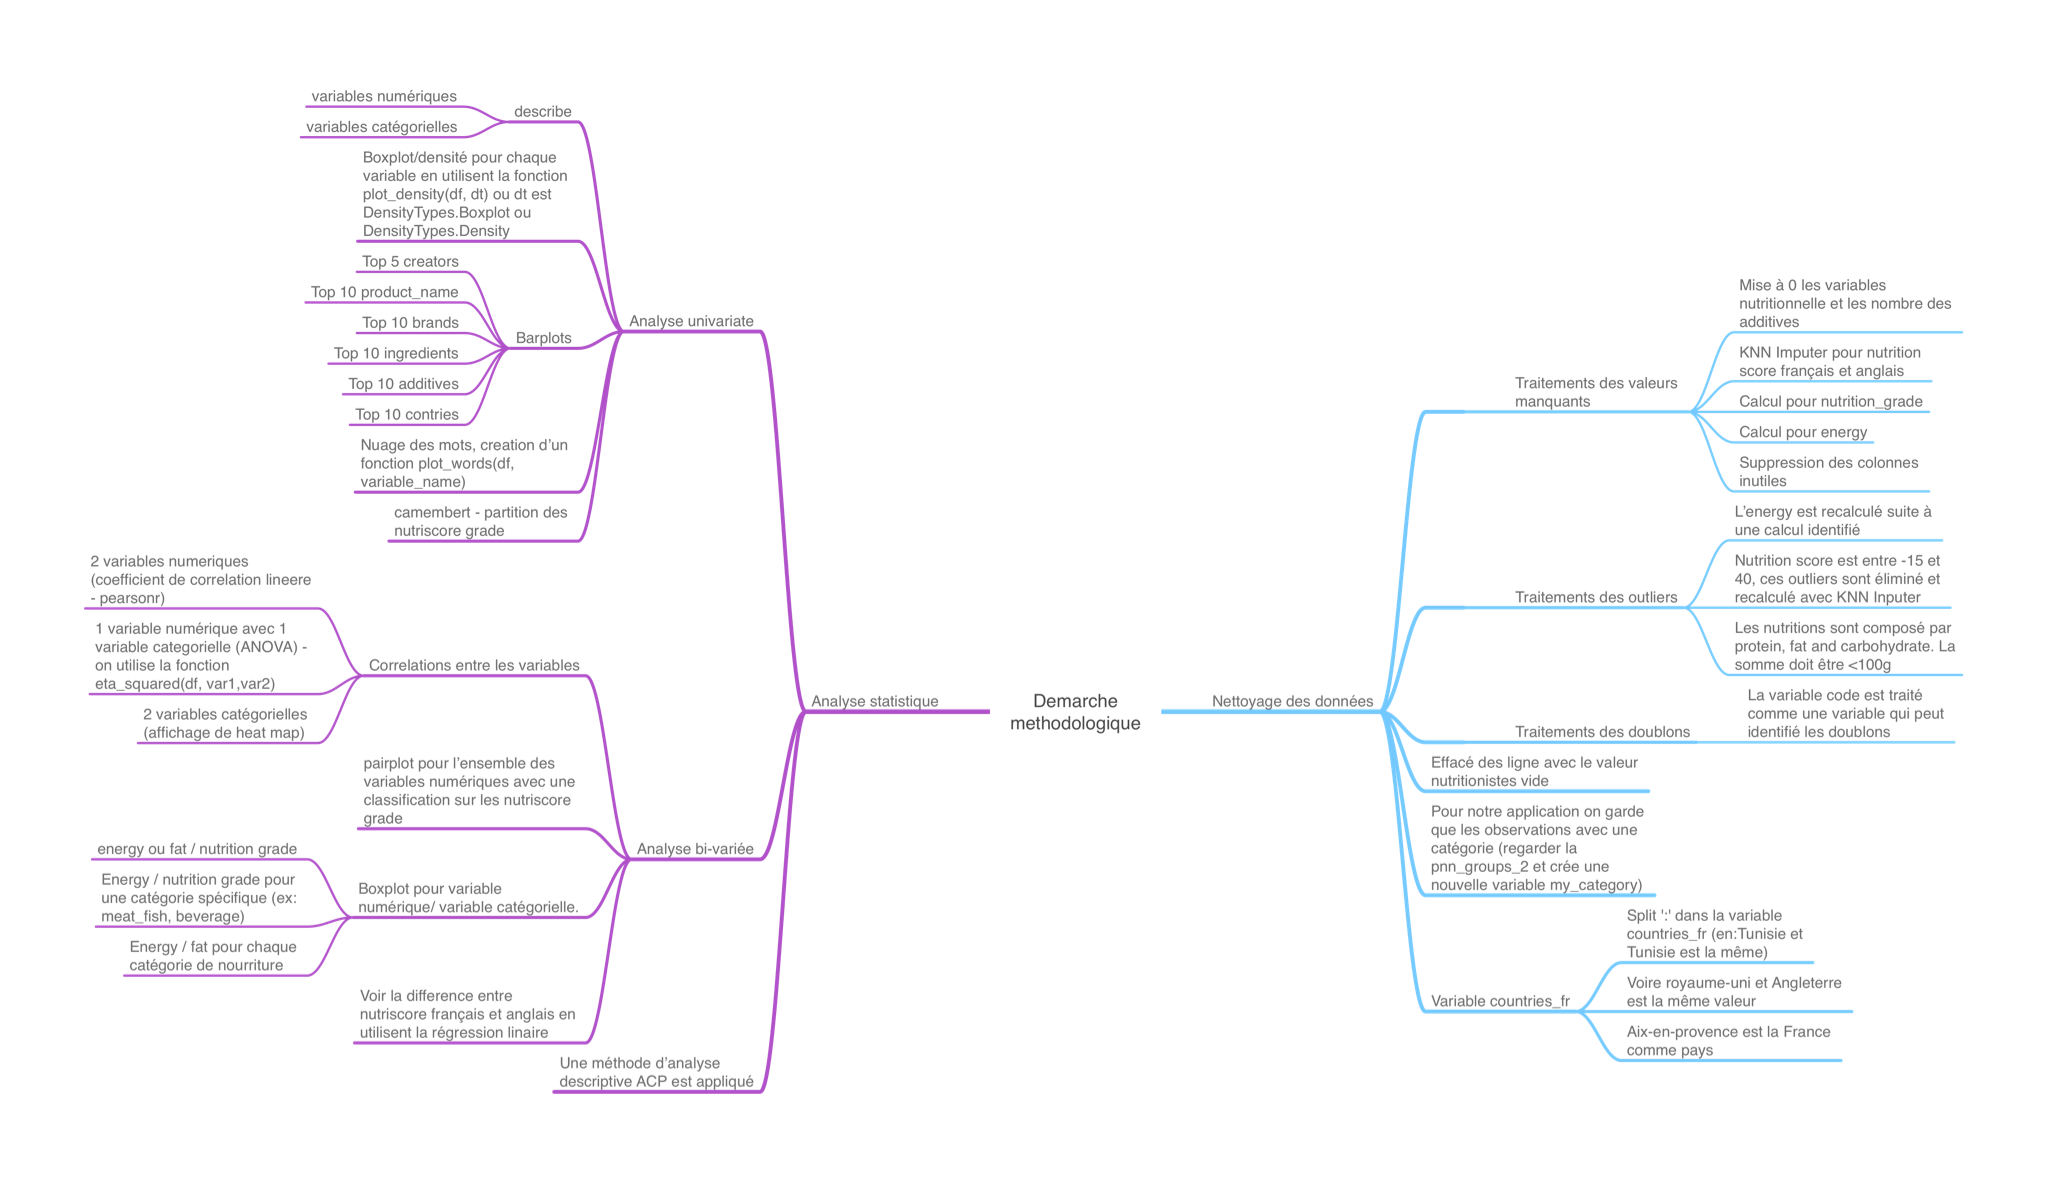 Demarche
methodologique
Analyse statistique
Analyse univariate
describe
variables numériques
variables catégorielles
Boxplot/densité pour chaque
variable en utilisent la fonction
plot_density(df, dt) ou dt est
DensityTypes.Boxplot ou
DensityTypes.Density
Barplots
Top 5 creators
Top 10 product_name
Top 10 brands
Top 10 ingredients
Top 10 additives
Top 10 contries
Nuage des mots, creation d'un
fonction plot_words(df,
variable_name)
camembert - partition des
nutriscore grade
Analyse bi-variée
Correlations entre les variables
2 variables numeriques
(coefficient de correlation lineere
- pearsonr)
1 variable numérique avec 1
variable categorielle (ANOVA) -
on utilise la fonction
eta_squared(df, var1,var2)
2 variables catégorielles
(affichage de heat map)
pairplot pour l'ensemble des
variables numériques avec une
classification sur les nutriscore
grade
Boxplot pour variable
numérique/ variable catégorielle.
energy ou fat / nutrition grade
Energy / nutrition grade pour
une catégorie spécifique (ex:
meat_fish, beverage)
Energy / fat pour chaque
catégorie de nourriture
Voir la difference entre
nutriscore français et anglais en
utilisent la régression linaire
Une méthode d'analyse
descriptive ACP est appliqué
Nettoyage des données
Traitements des valeurs
manquants
Mise à 0 les variables
nutritionnelle et les nombre des
additives
KNN Imputer pour nutrition
score français et anglais
Calcul pour nutrition_grade
Calcul pour energy
Suppression des colonnes
inutiles
Traitements des outliers
L'energy est recalculé suite à
une calcul identifié
Nutrition score est entre -15 et
40, ces outliers sont éliminé et
recalculé avec KNN Inputer
Les nutritions sont composé par
protein, fat and carbohydrate. La
somme doit être <100g
Traitements des doublons
La variable code est traité
comme une variable qui peut
identifié les doublons
Effacé des ligne avec le valeur
nutritionistes vide
Pour notre application on garde
que les observations avec une
catégorie (regarder la
pnn_groups_2 et crée une
nouvelle variable my_category)
Variable countries_fr
Split ':' dans la variable
countries_fr (en:Tunisie et
Tunisie est la même)
Voire royaume-uni et Angleterre
est la même valeur
Aix-en-provence est la France
comme pays